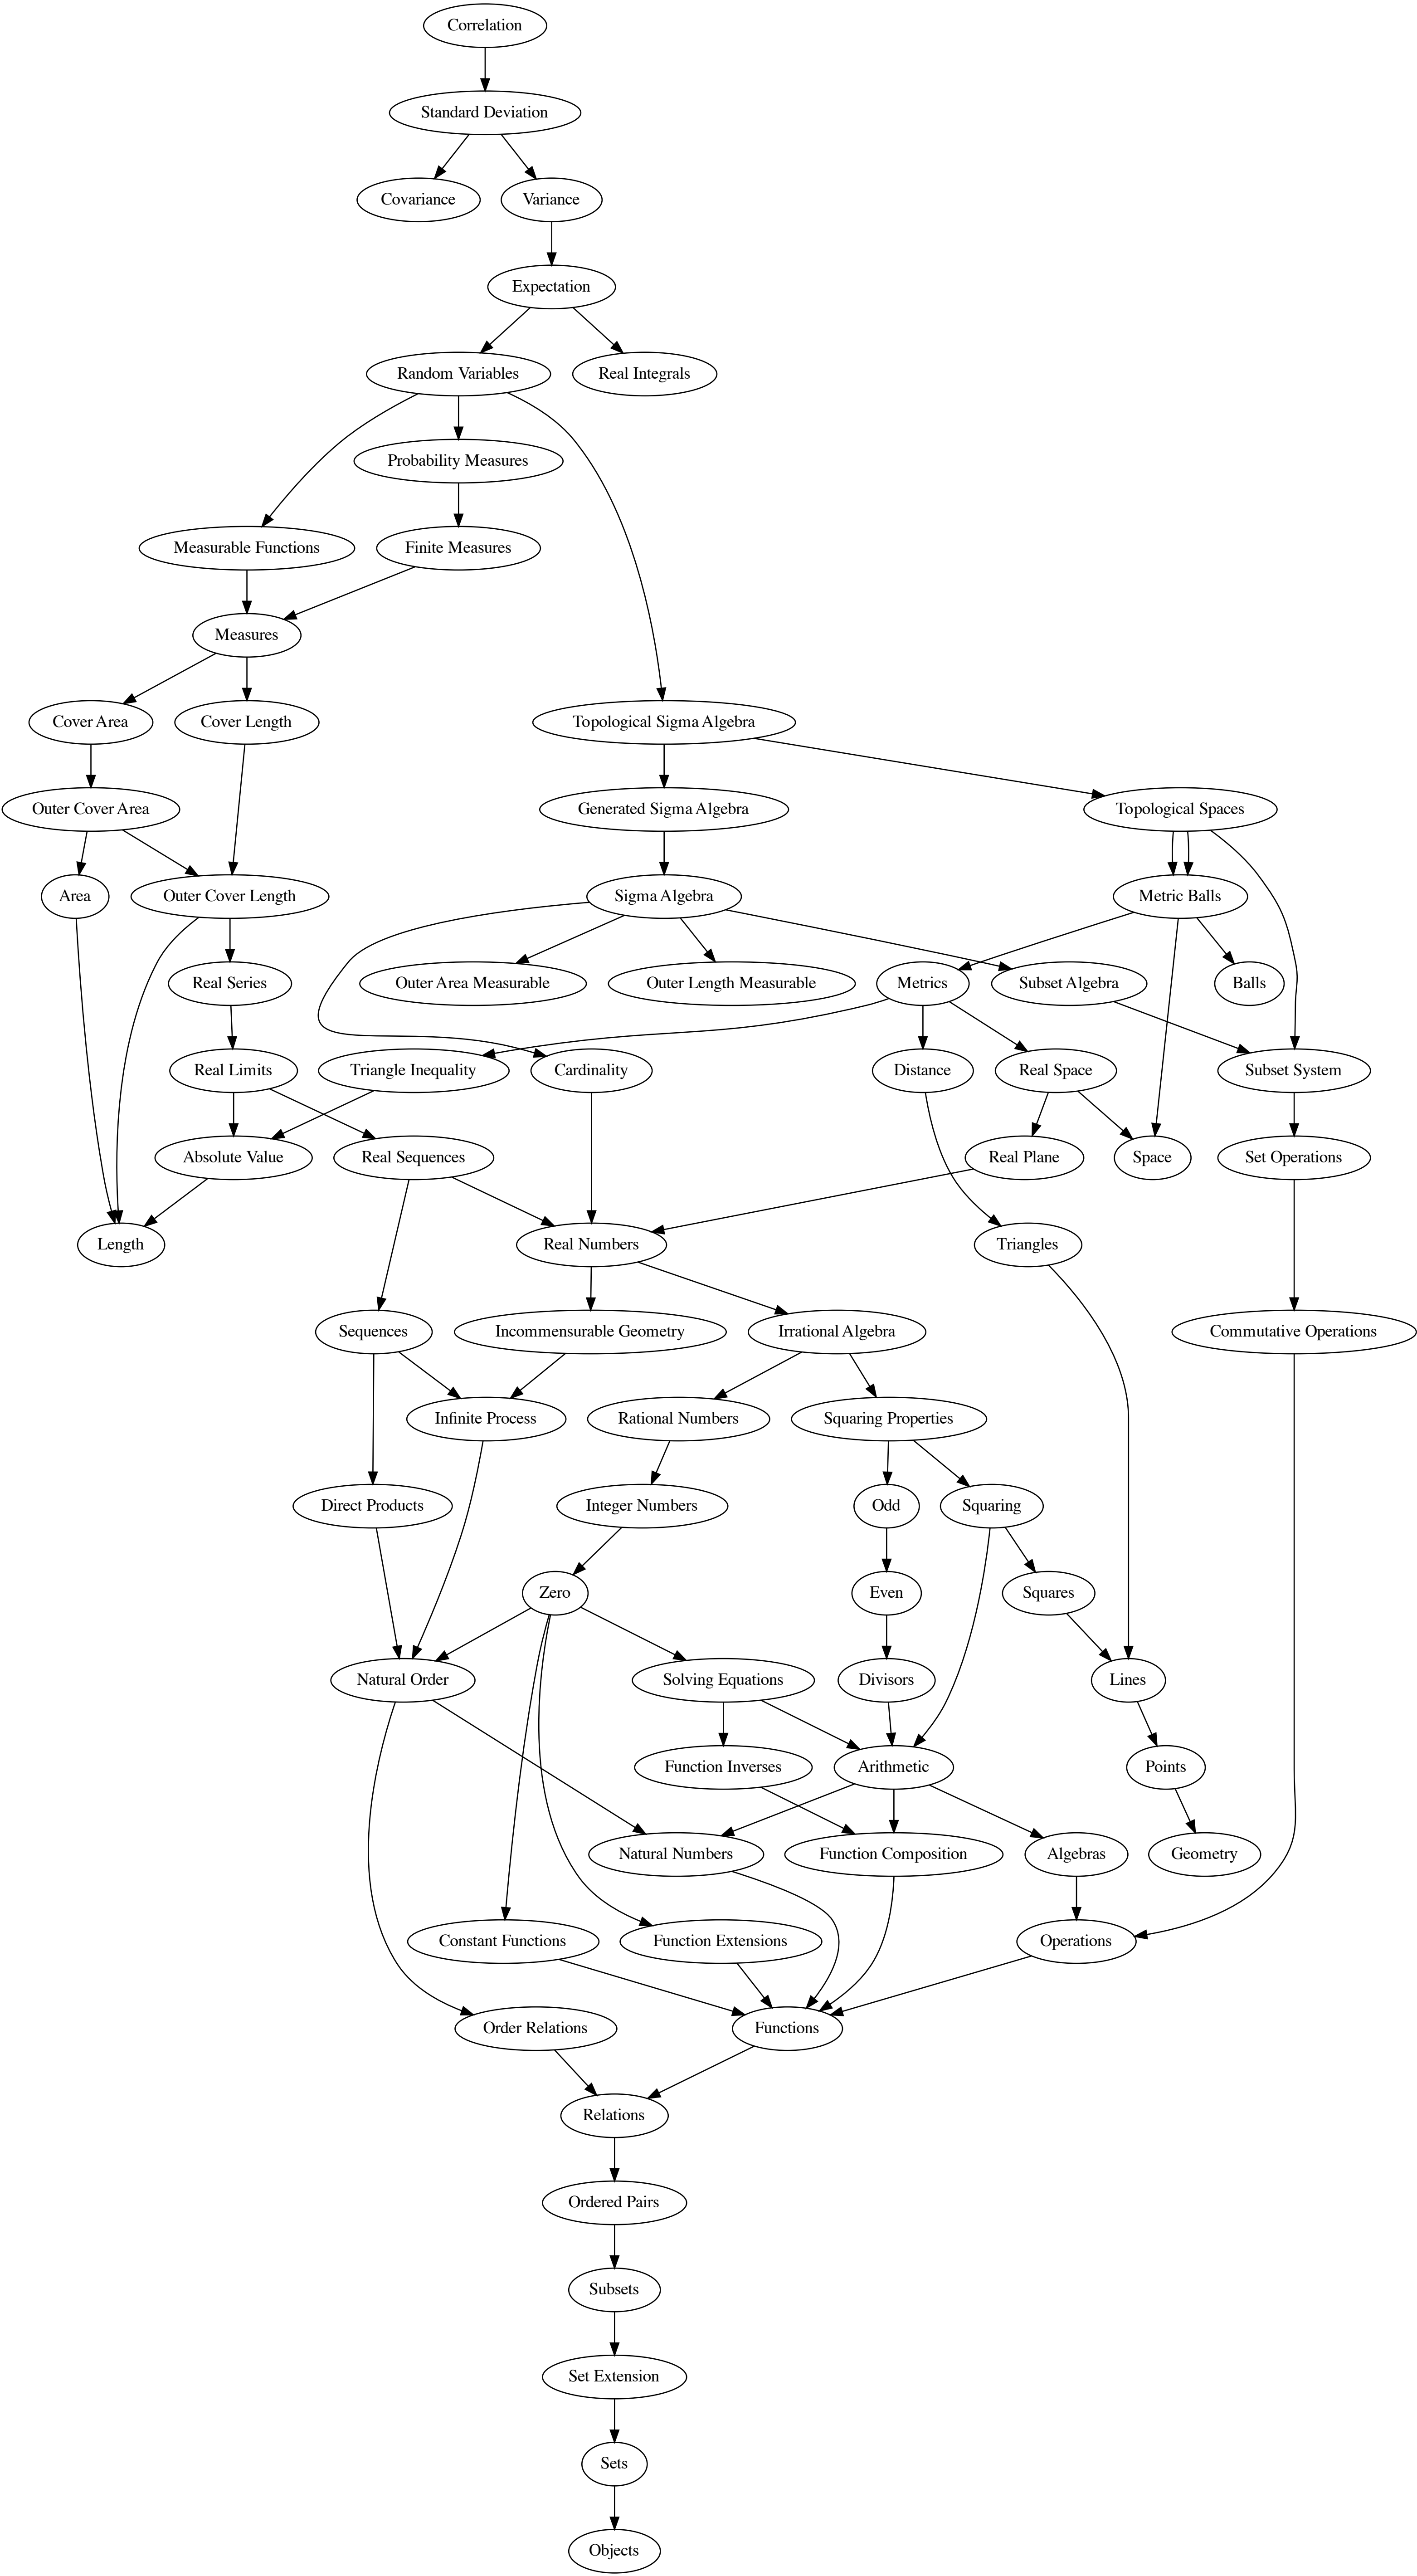 Correlation
Standard Deviation
Covariance
Variance
Expectation
Random Variables
Real Integrals
Probability Measures
Measurable Functions
Finite Measures
Measures
Cover Area
Cover Length
Topological Sigma Algebra
Outer Cover Area
Generated Sigma Algebra
Topological Spaces
Area
Outer Cover Length
Sigma Algebra
Metric Balls
Real Series
Outer Area Measurable
Outer Length Measurable
Metrics
Subset Algebra
Balls
Real Limits
Triangle Inequality
Cardinality
Distance
Real Space
Subset System
Absolute Value
Real Sequences
Real Plane
Space
Set Operations
Length
Real Numbers
Triangles
Sequences
Incommensurable Geometry
Irrational Algebra
Commutative Operations
Infinite Process
Rational Numbers
Squaring Properties
Direct Products
Integer Numbers
Odd
Squaring
Zero
Even
Squares
Natural Order
Solving Equations
Divisors
Lines
Function Inverses
Arithmetic
Points
Natural Numbers
Function Composition
Algebras
Geometry
Constant Functions
Function Extensions
Operations
Order Relations
Functions
Relations
Ordered Pairs
Subsets
Set Extension
Sets
Objects